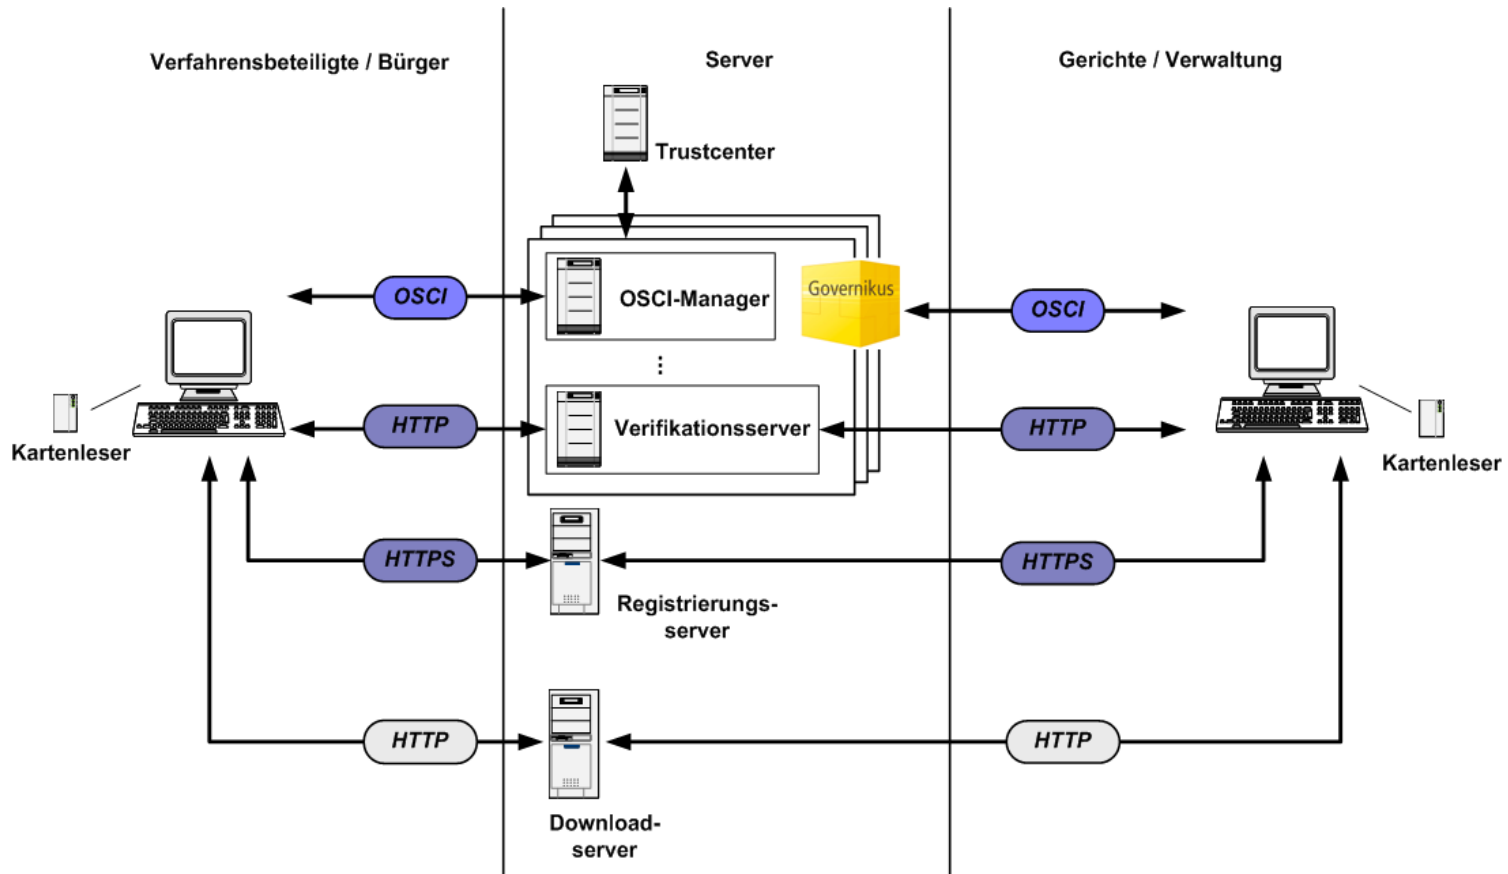 Verfahrensbeteiligte / Bürger
Server
Gerichte / Verwaltung
Trustcenter
OSCI
OSCI-Manager
Governikus
OSCI
...
Kartenleser
HTTP
Verifikationsserver
HTTP
Kartenleser
HTTPS
HTTPS
Registrierungs-
server
HTTP
HTTP
Download-
server